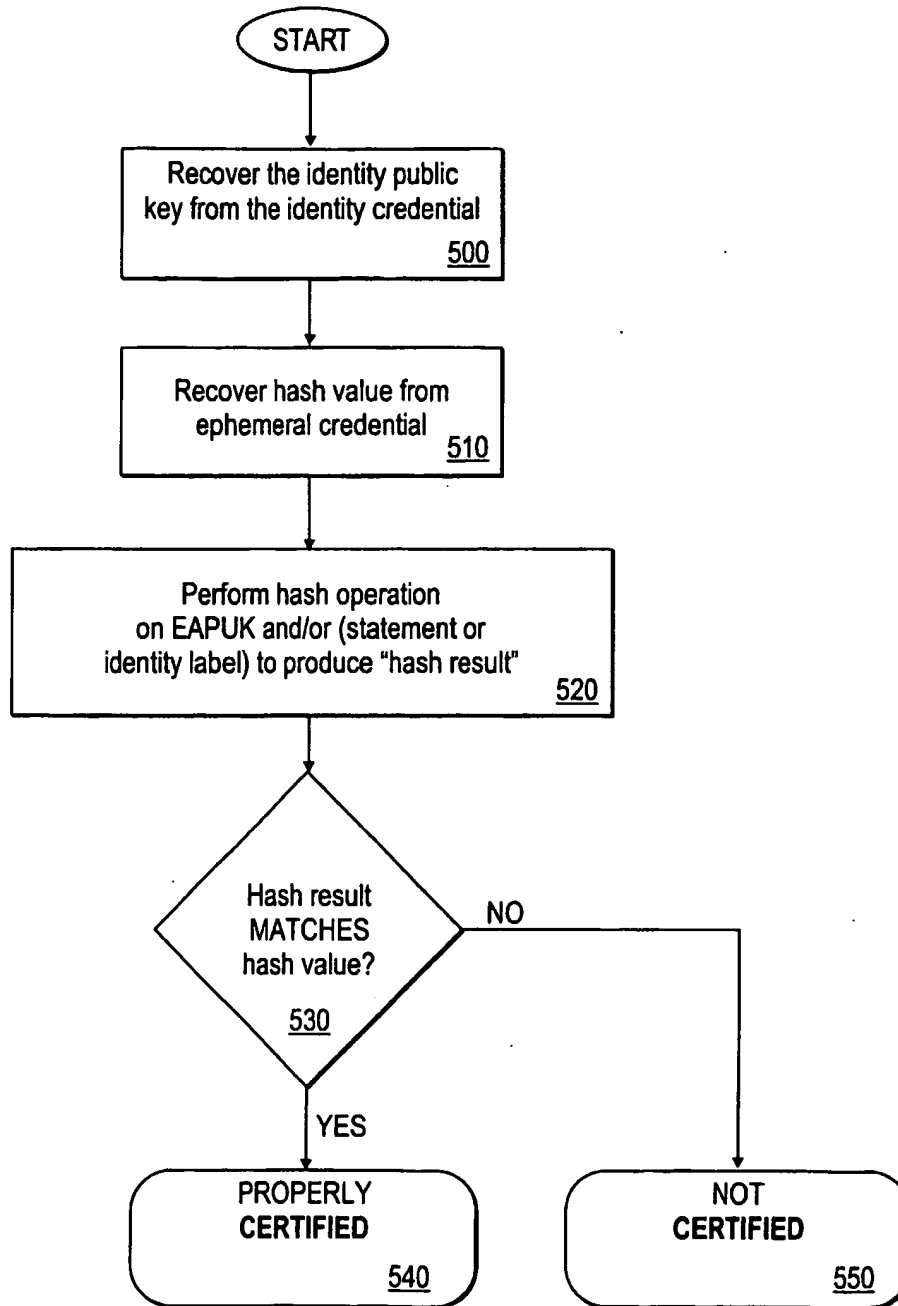 START
Recover the identity public
key from the identity credential
500
Recover hash value from
ephemeral credential
510
Perform hash operation
on EAPUK and/or (statement or
identity label) to produce “hash result”
520
Hash result
MATCHES
hash value?
530
NO
YES
PROPERLY
CERTIFIED
540
NOT
CERTIFIED
550